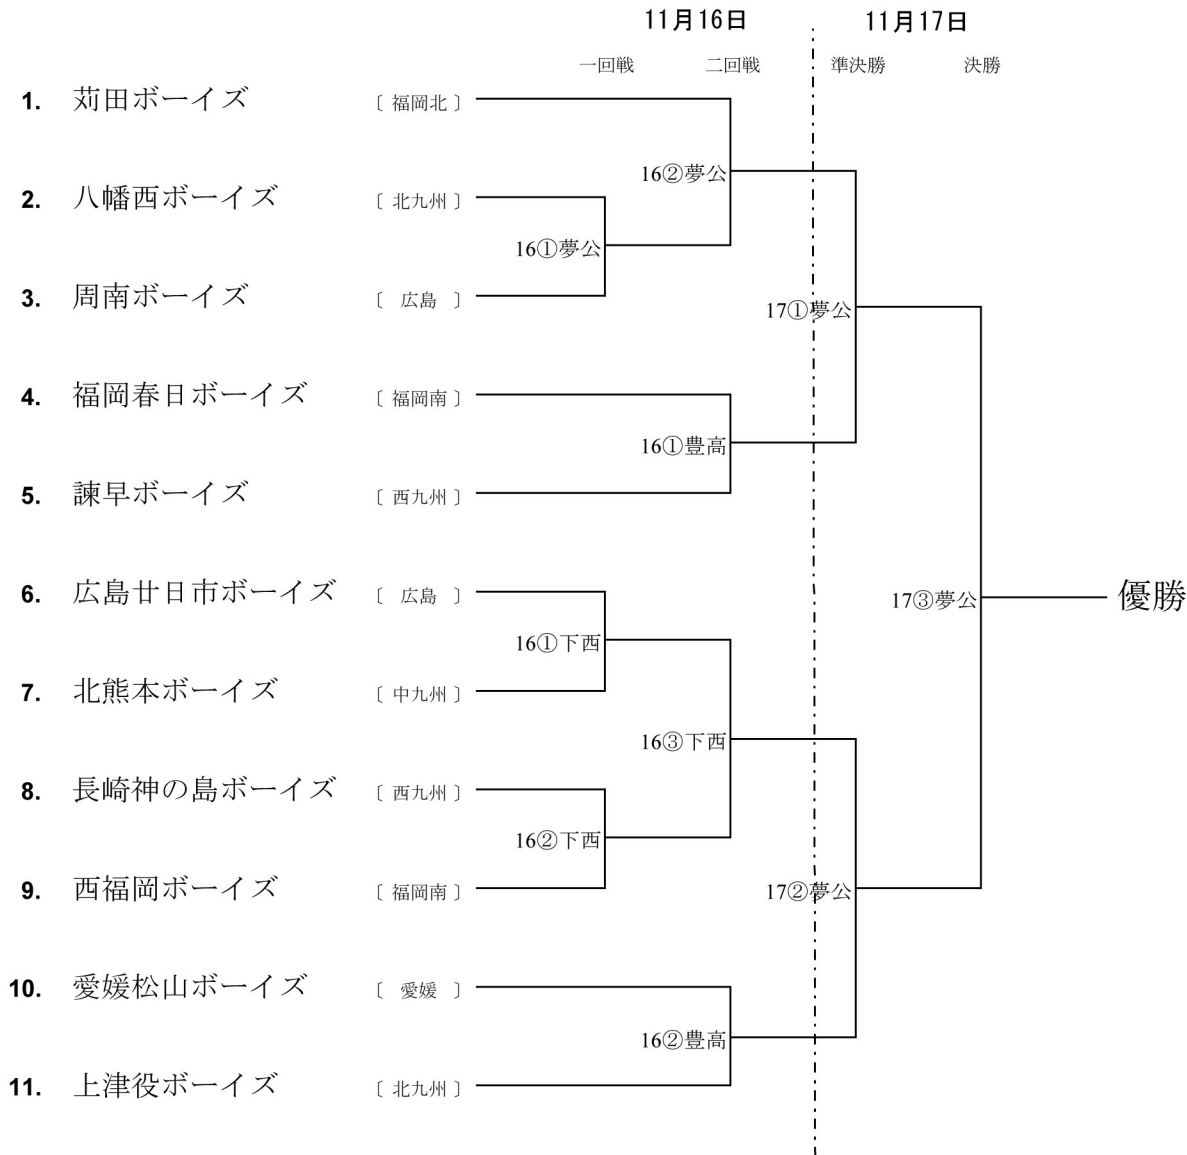 11月16日 11月17日
一回戦 二回戦 準決勝 決勝
1. 苅田ボーイズ 〔 福岡北 〕
16②夢公
2. 八幡西ボーイズ 〔 北九州 〕
16①夢公
3. 周南ボーイズ 〔 広島 〕
17①夢公
4. 福岡春日ボーイズ 〔 福岡南 〕
16①豊高
5. 諫早ボーイズ 〔 西九州 〕
6. 広島廿日市ボーイズ 〔 広島 〕
17③夢公 優勝
16①下西
7. 北熊本ボーイズ 〔 中九州 〕
16③下西
8. 長崎神の島ボーイズ 〔 西九州 〕
16②下西
9. 西福岡ボーイズ 〔 福岡南 〕
17②夢公
10. 愛媛松山ボーイズ 〔 愛媛 〕
16②豊高
11. 上津役ボーイズ 〔 北九州 〕